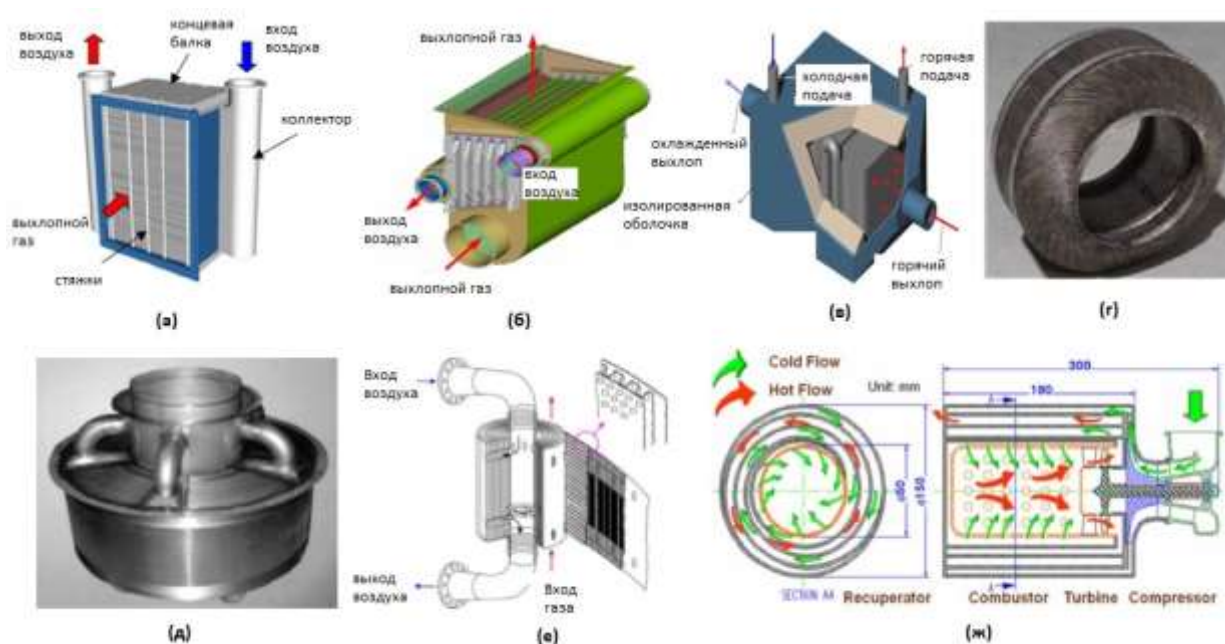 выход
воздуха
концевая
балка
вход
воздуха
коллектор
выхлопной
газ
стяжки
(а)
выхлопной газ
вход
воздуха
выход
воздуха
выхлопной газ
(б)
холодная
подача
горячая
подача
охлажденный
выхлоп
изолированная
оболочка
горячий
выхлоп
(в)
(г)
(д)
Вход
воздуха
выход
воздуха
Вход
газа
(е)
Cold Flow
Hot Flow
Unit: mm
300
180
A
A
SECTION AA
Recuperator
Combustor
Turbine
Compressor
(ж)